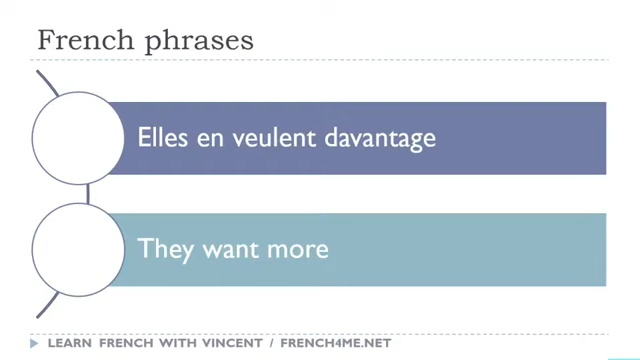 French phrases
Elles en veulent davantage
They want more
LEARN FRENCH WITH VINCENT / FRENCH4ME.NET